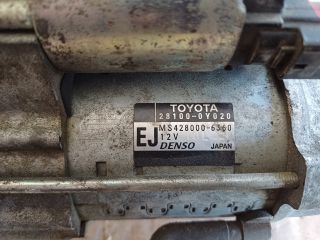 TOYOTA
28100-0Y020
EJ
MS428000-6360
12V
DENSO JAPAN